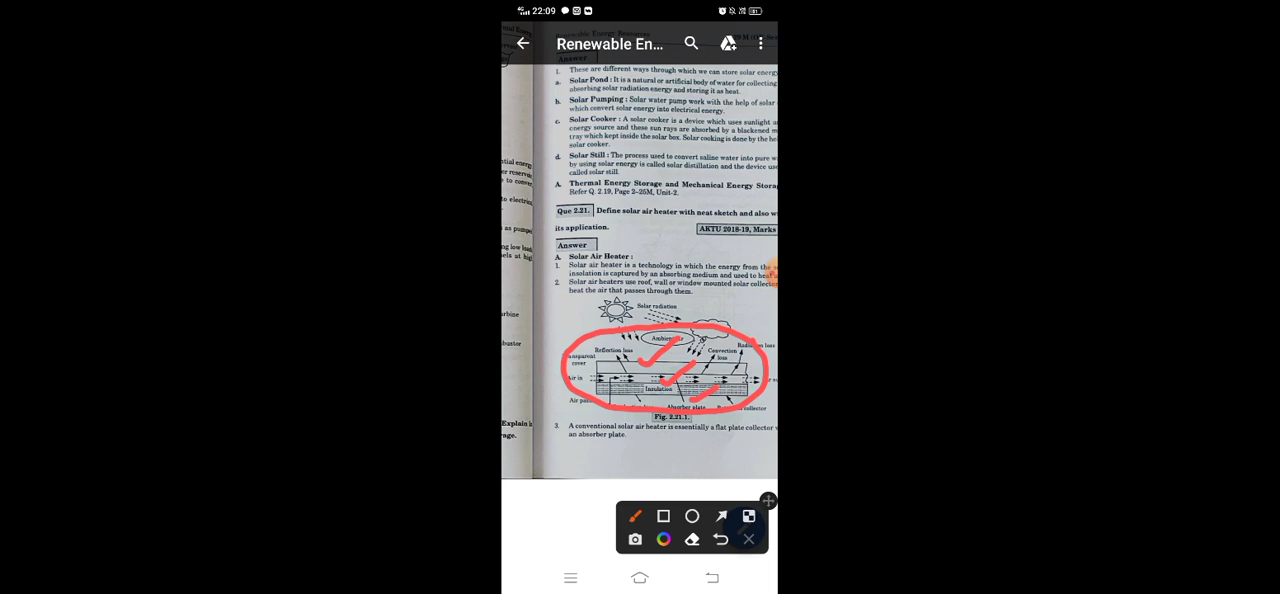 4G 22:09
Renewable En...
Renewable Energy Resources
Answer
1. These are different ways through which we can store solar energy
a. Solar Pond : It is a natural or artificial body of water for collecting
absorbing solar radiation energy and storing it as heat.
b. Solar Pumping : Solar water pump work with the help of solar
which convert solar energy into electrical energy.
c. Solar Cooker : A solar cooker is a device which uses sunlight as
energy source and these sun rays are absorbed by a blackened
tray which kept inside the solar box. Solar cooking is done by the
solar cooker.
d. Solar Still : The process used to convert saline water into pure
by using solar energy is called solar distillation and the device
called solar still.
A. Thermal Energy Storage and Mechanical Energy
Refer Q. 2.19, Page 2-25M, Unit-2.
Que 2.21. Define solar air heater with neat sketch and also
its application.
AKTU 2018-19, Marks
Answer
A. Solar Air Heater :
1. Solar air heater is a technology in which the energy from the
insolation is captured by an absorbing medium and used to
2. Solar air heaters use roof, wall or window mounted solar
heat the air that passes through them.
Solar radiation
Reflection loss
Convection
loss
cover
Air in
Insulation
Absorber plate
collector
Fig. 2.21.1.
3. A conventional solar air heater is essentially a flat plate collector
an absorber plate.